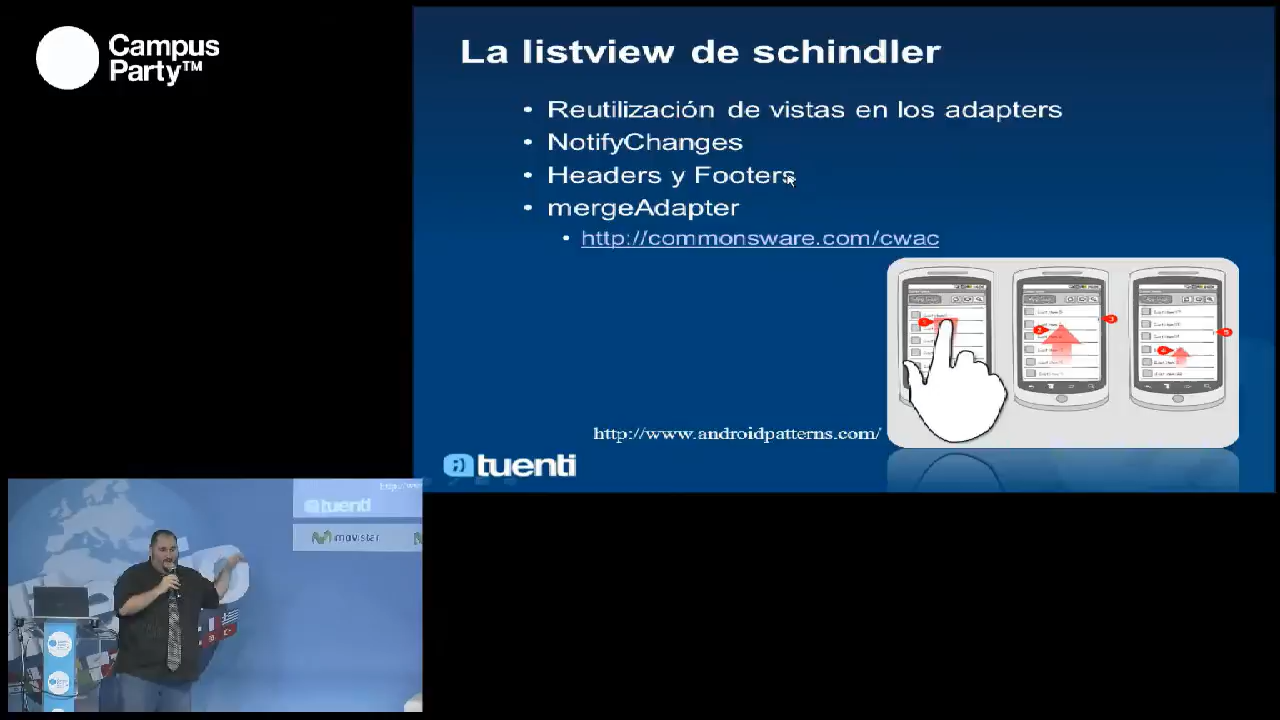 Campus
Party™
La listview de schindler
• Reutilización de vistas en los adapters
• NotifyChanges
• Headers y Footers
• mergeAdapter
• http://commonsware.com/cwac
http://www.androidpatterns.com/
tuenti
tuenti
movistar